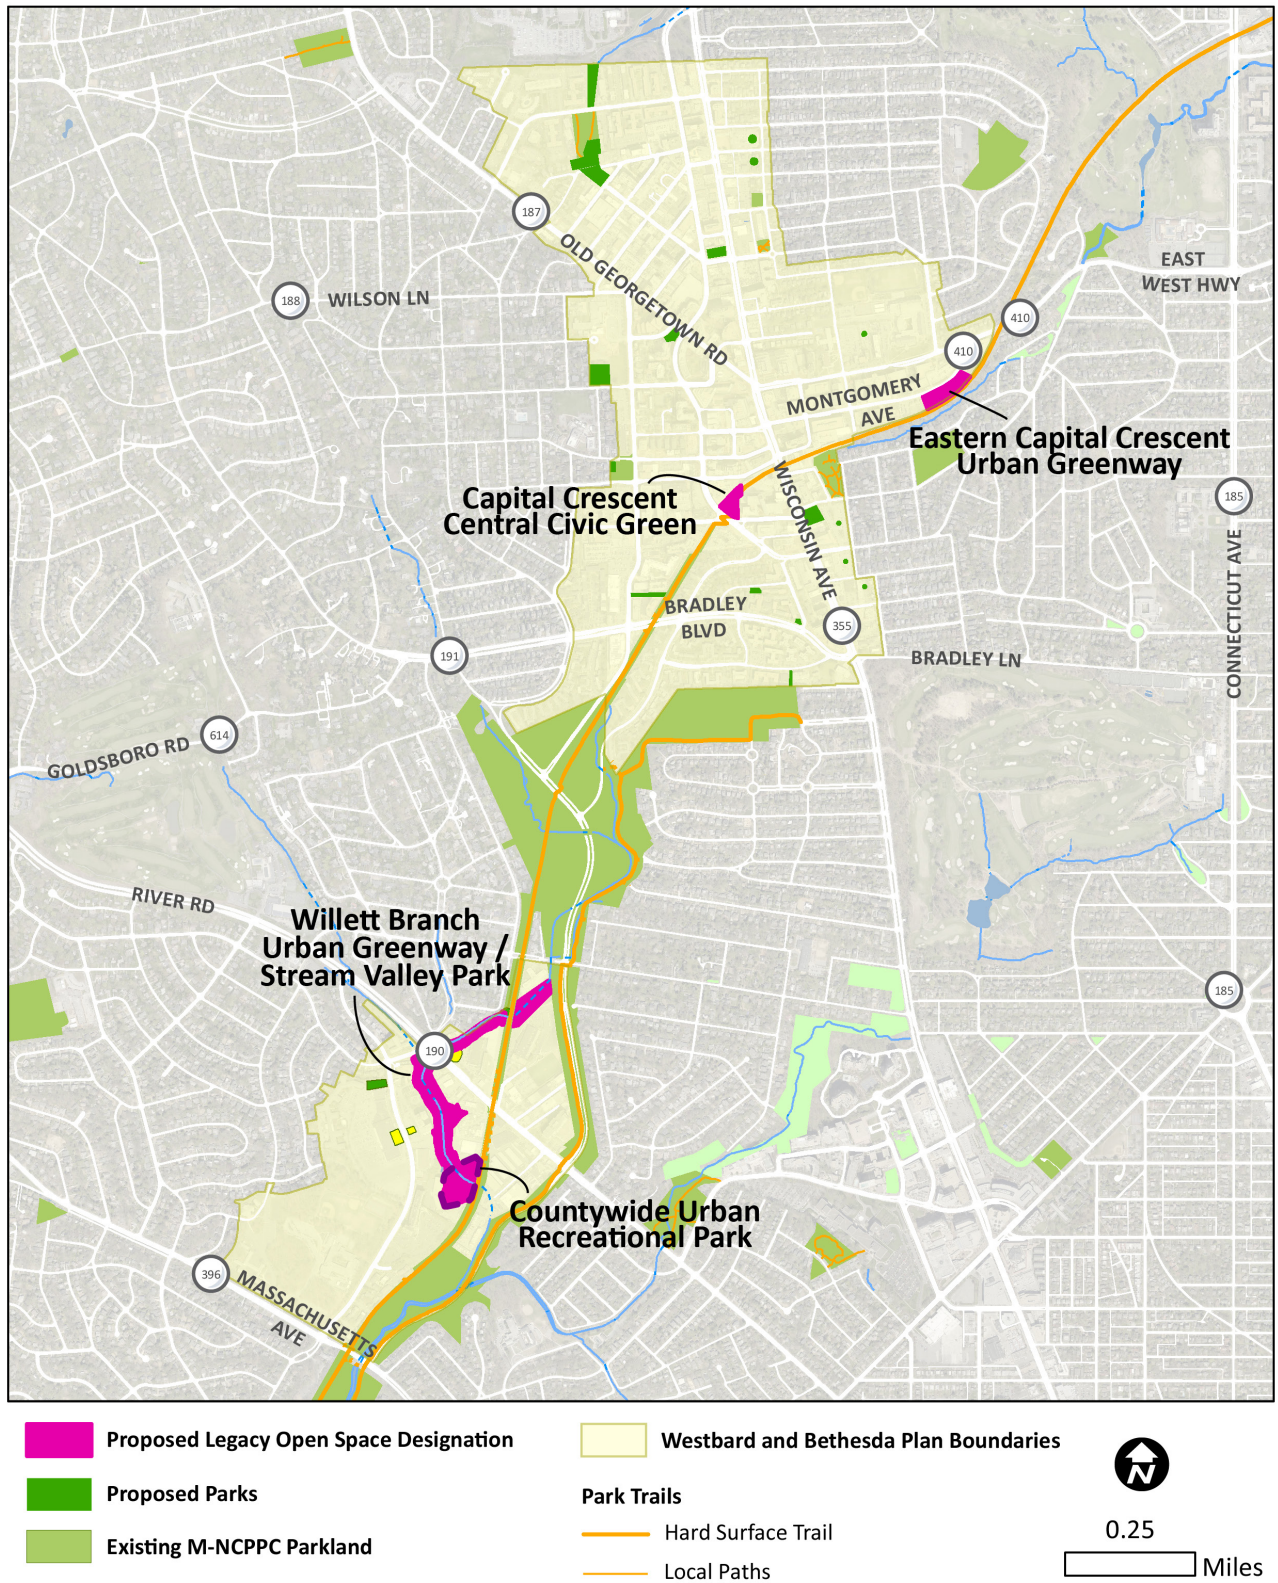 187
OLD GEORGETOWN RD
188
WILSON LN
EAST
WEST HWY
410
410
MONTGOMERY
AVE
Eastern Capital Crescent
Urban Greenway
Capital Crescent
Central Civic Green
WISCONSIN AVE
185
CONNECTICUT AVE
BRADLEY
BLVD
355
191
BRADLEY LN
614
GOLDSBORO RD
RIVER RD
Willett Branch
Urban Greenway /
Stream Valley Park
185
190
Countywide Urban
Recreational Park
396
MASSACHUSETTS
AVE
Proposed Legacy Open Space Designation
Proposed Parks
Existing M-NCPPC Parkland
Westbard and Bethesda Plan Boundaries
Park Trails
Hard Surface Trail
Local Paths
N
0.25
Miles